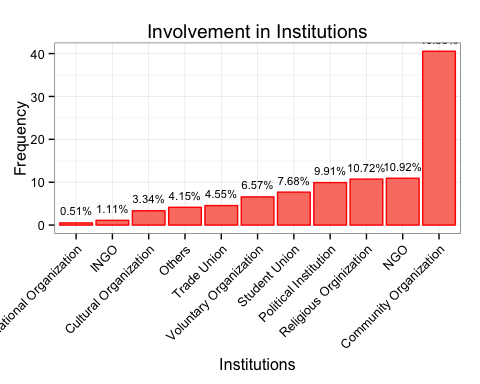 Involvement in Institutions
Frequency
40
30
20
10
0
0.51% 1.11% 3.34% 4.15% 4.55% 6.57% 7.68% 9.91% 10.72% 10.92%
Organization
INGO
Cultural Organization
Others
Trade Union
Voluntary Organization
Student Union
Political Institution
Religious Orginization
NGO
Community Organization
Institutions